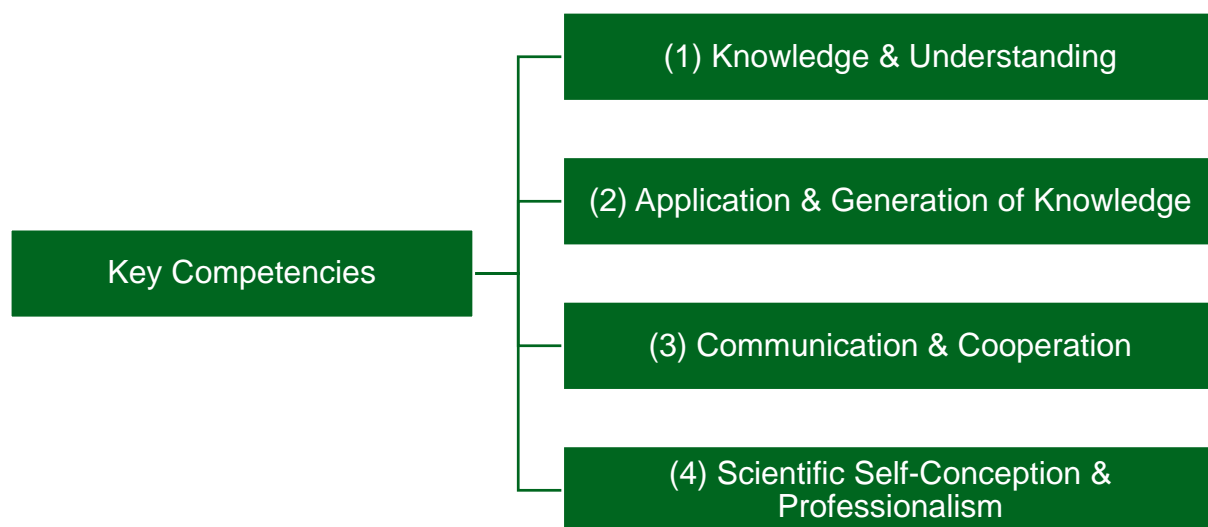 (1) Knowledge & Understanding
(2) Application & Generation of Knowledge
Key Competencies
(3) Communication & Cooperation
(4) Scientific Self-Conception &
Professionalism